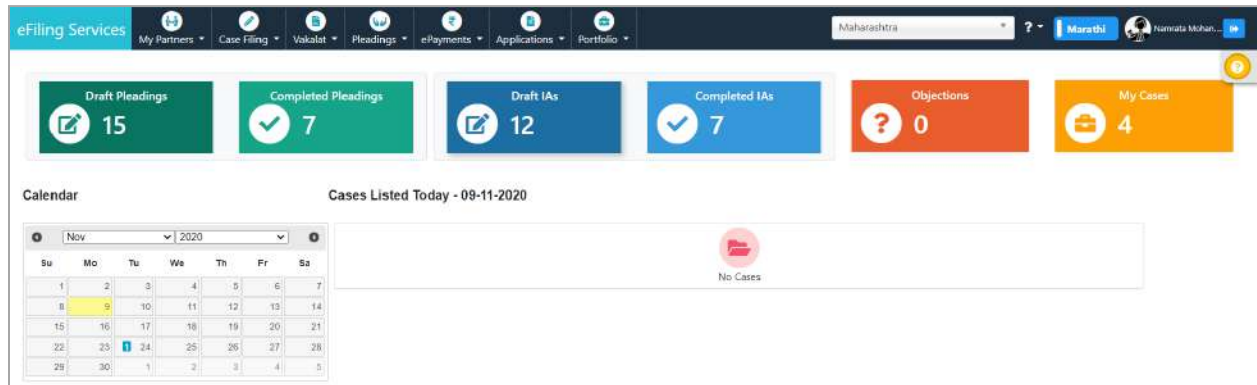 eFiling Services
My Partners
Case Filing
Vakalat
Pleadings
ePayments
Applications
Portfolio
Maharashtra
?
Marathi
Namrata Mohan...
Draft Pleadings
15
Completed Pleadings
7
Draft IAs
12
Completed IAs
7
Objections
0
My Cases
4
Calendar
Cases Listed Today - 09-11-2020
Nov 2020
Su Mo Tu We Th Fr Sa
1 2 3 4 5 6 7
8 9 10 11 12 13 14
15 16 17 18 19 20 21
22 23 1 24 25 26 27 28
29 30 1 2 3 4 5
No Cases